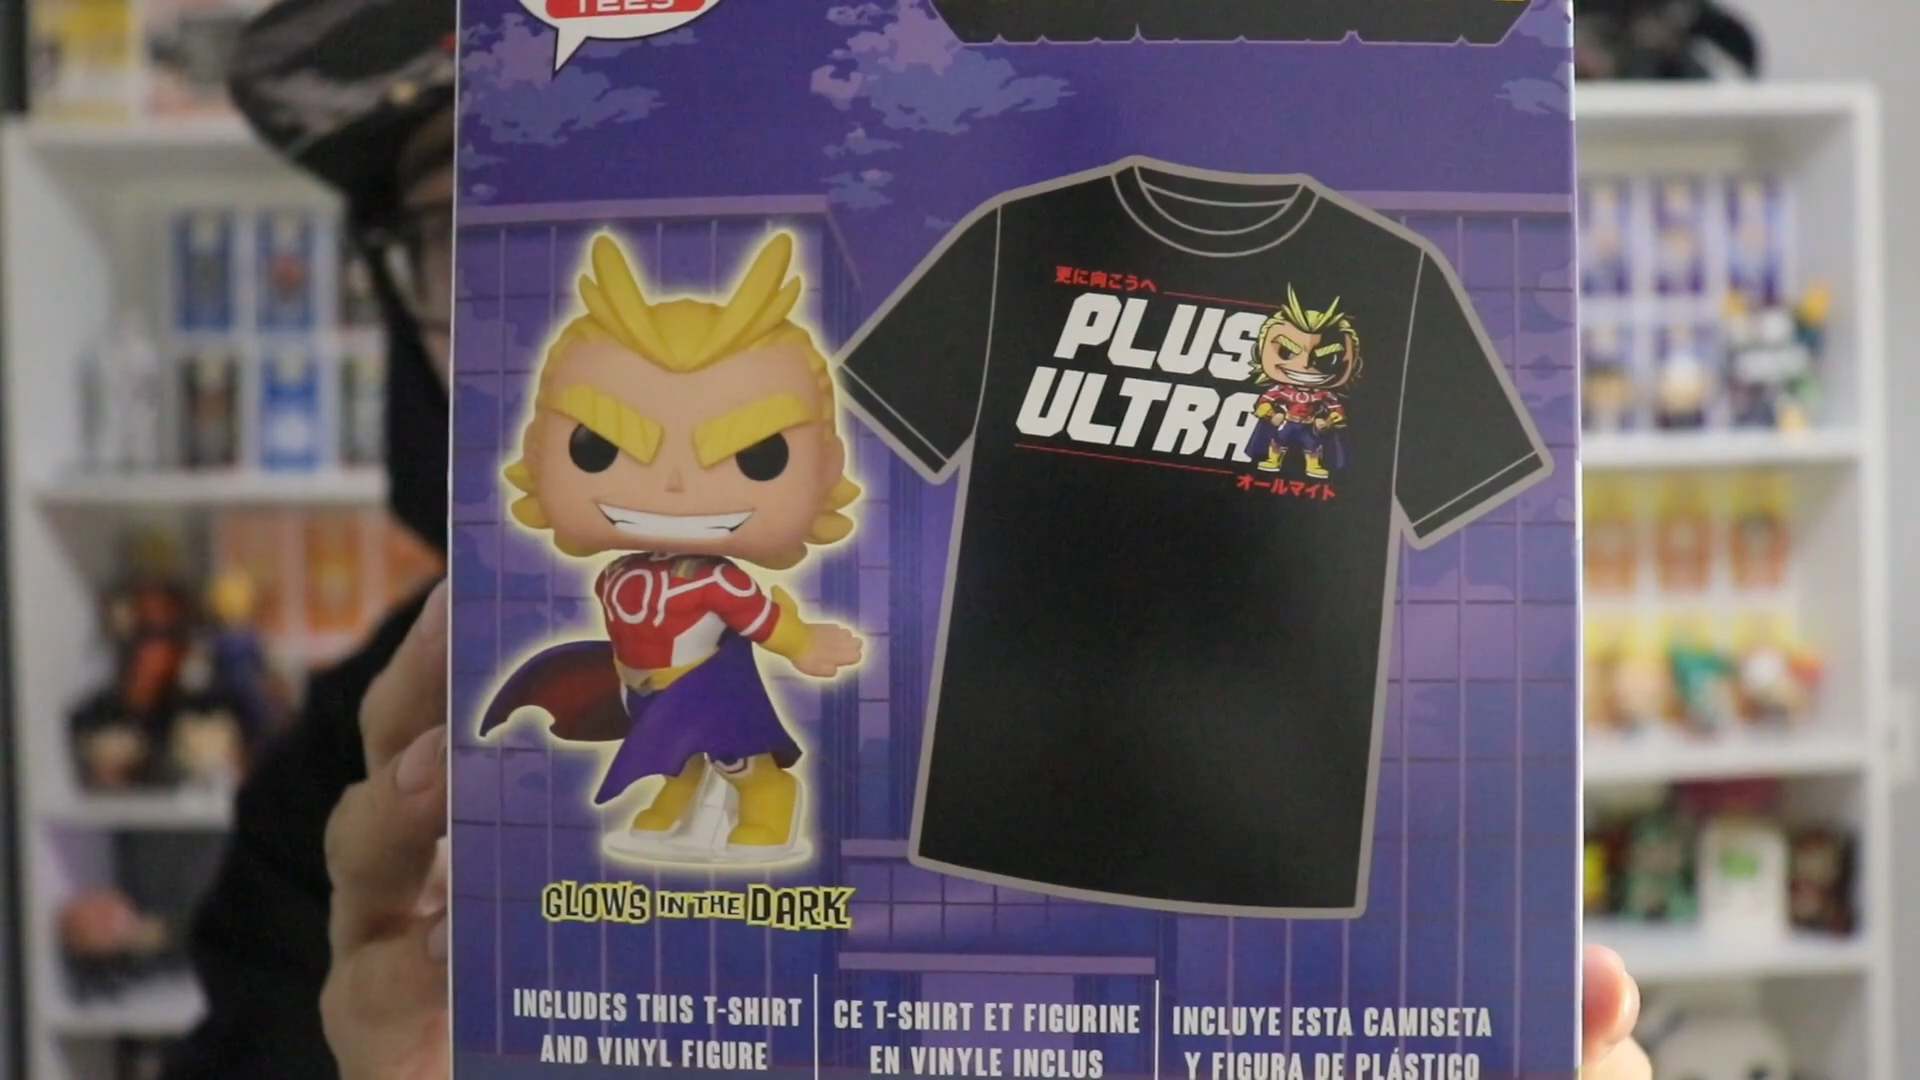 TEES
更に向こうへ
PLUS
ULTRA
オールマイト
GLOWS IN THE DARK
INCLUDES THIS T-SHIRT
AND VINYL FIGURE
CE T-SHIRT ET FIGURINE
EN VINYLE INCLUS
INCLUYE ESTA CAMISETA
Y FIGURA DE PLÁSTICO